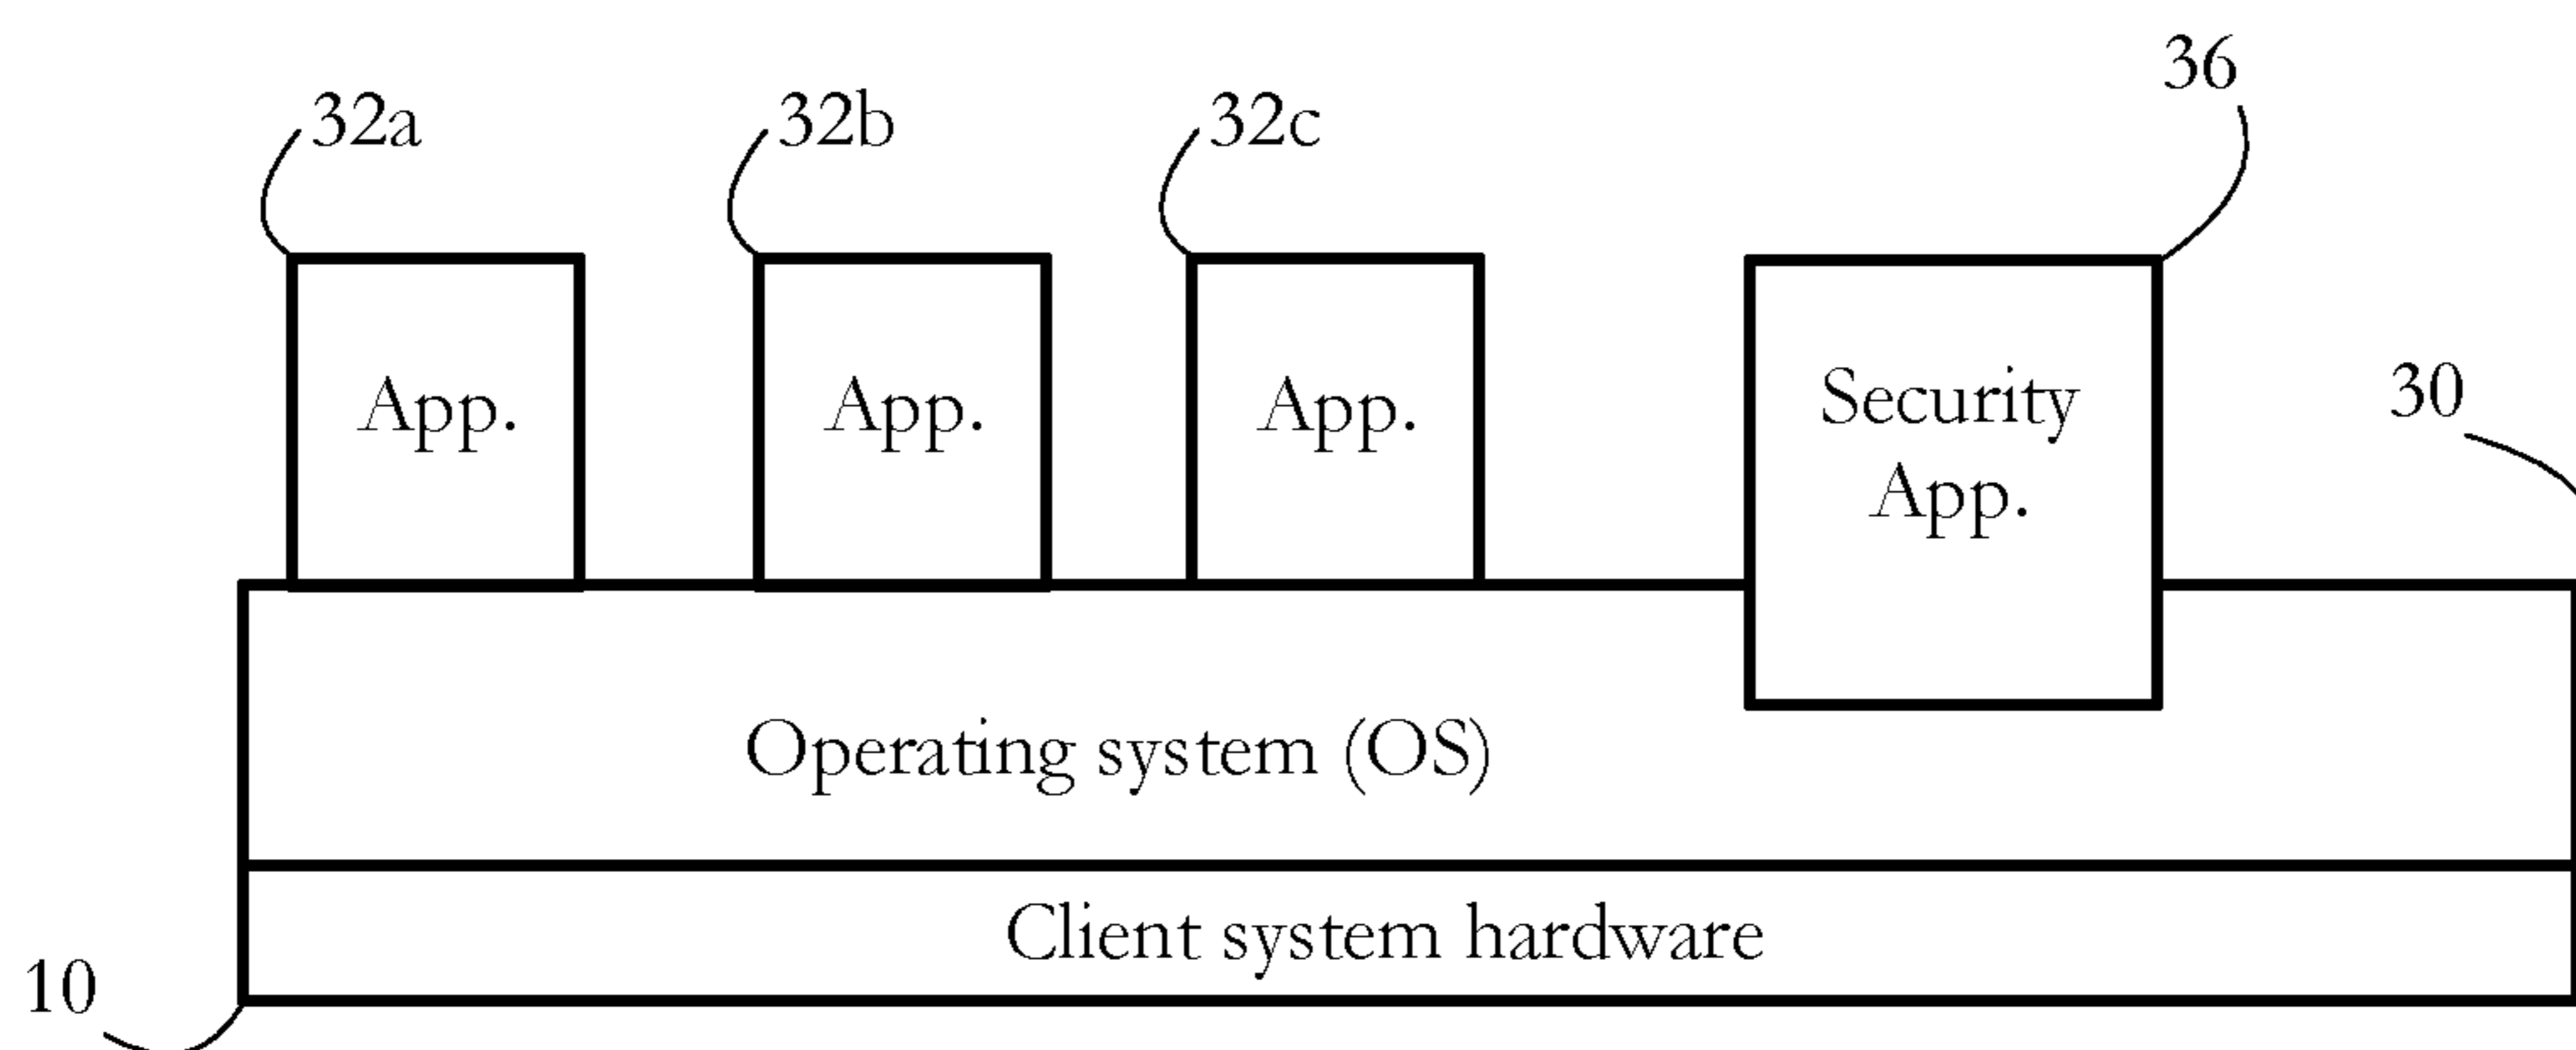 36
32a
32b
32c
30
App.
App.
App.
Security
App.
Operating system (OS)
Client system hardware
10